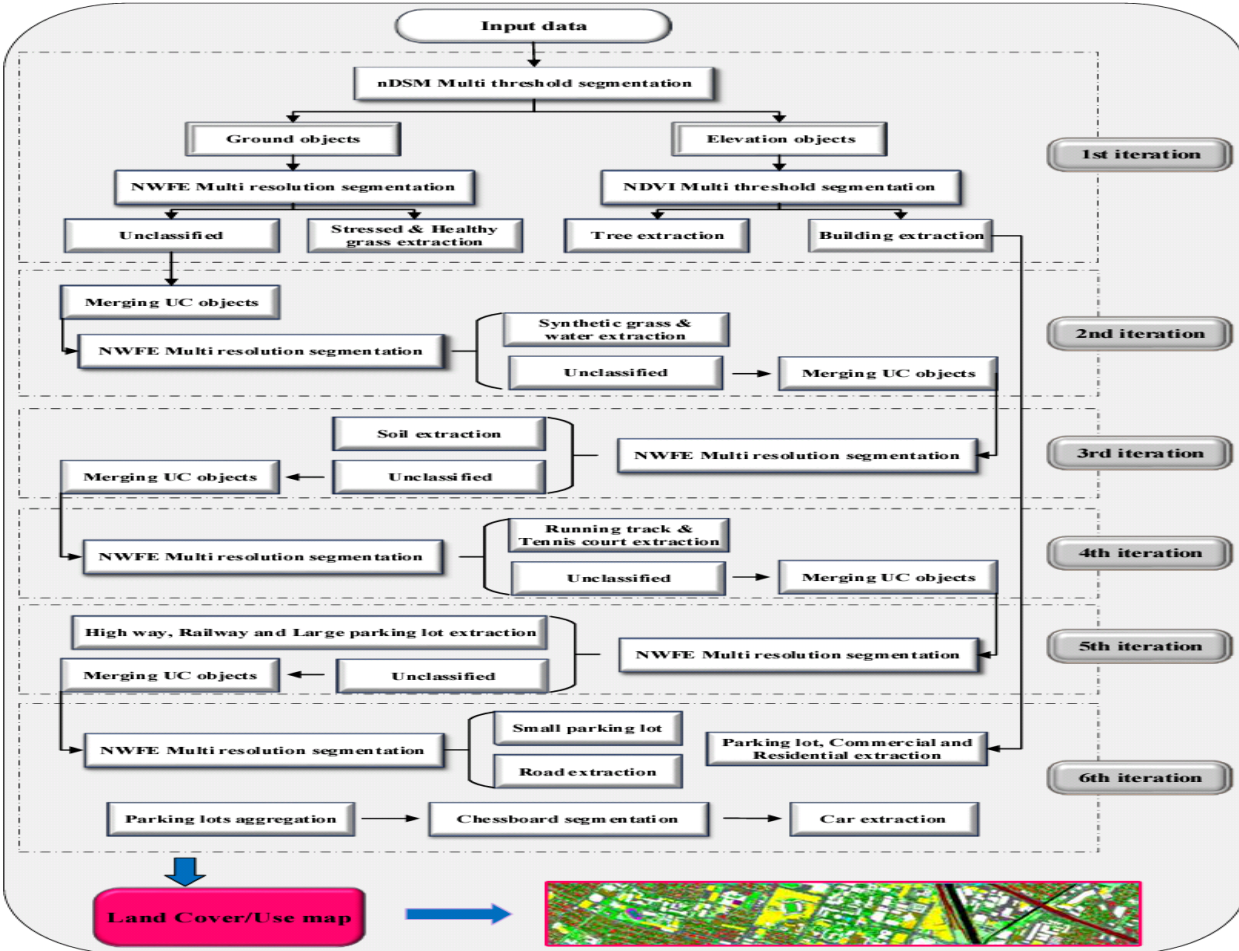 Input data
nDSM Multi threshold segmentation
Ground objects
Elevation objects
1st iteration
NWFE Multi resolution segmentation
NDVI Multi threshold segmentation
Unclassified
Stressed & Healthy
grass extraction
Tree extraction
Building extraction
Merging UC objects
NWFE Multi resolution segmentation
Synthetic grass &
water extraction
Unclassified
Merging UC objects
2nd iteration
Soil extraction
Unclassified
Merging UC objects
NWFE Multi resolution segmentation
3rd iteration
NWFE Multi resolution segmentation
Running track &
Tennis court extraction
Unclassified
Merging UC objects
4th iteration
High way, Railway and Large parking lot extraction
Merging UC objects
Unclassified
NWFE Multi resolution segmentation
5th iteration
NWFE Multi resolution segmentation
Small parking lot
Road extraction
Parking lot, Commercial and
Residential extraction
6th iteration
Parking lots aggregation
Chessboard segmentation
Car extraction
Land Cover/Use map